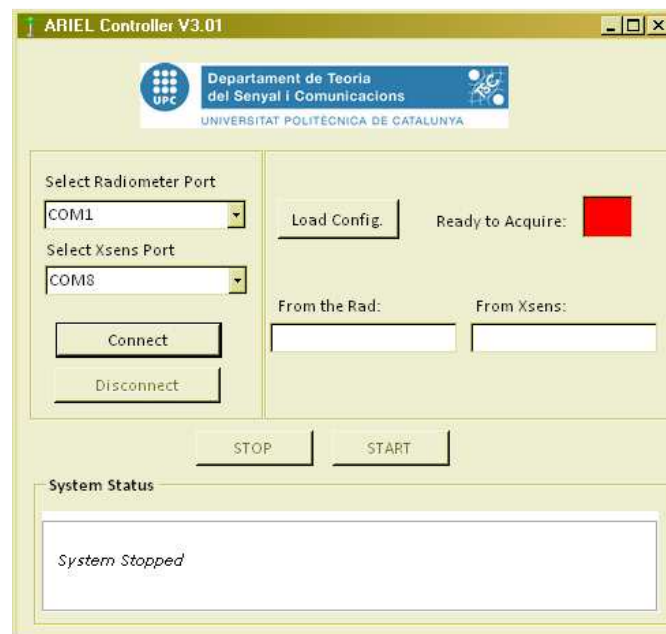 ARIEL Controller V3.01
UPC
Departament de Teoria
del Senyal i Comunicacions
UNIVERSITAT POLITÈCNICA DE CATALUNYA
TSC
Select Radiometer Port
COM1
Select Xsens Port
COM8
Connect
Disconnect
Load Config.
Ready to Acquire:
From the Rad:
From Xsens:
STOP
START
System Status
System Stopped